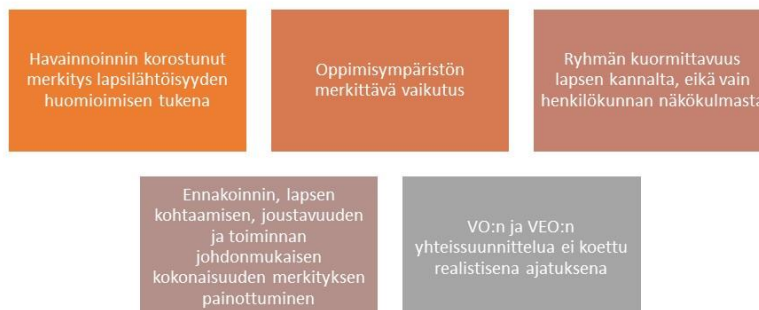 Havainnoinnin korostunut
merkitys lapsilähtöisyyden
huomioimisen tukena
Oppimisympäristön
merkittävä vaikutus
Ryhmän kuormittavuus
lapsen kannalta, eikä vain
henkilökunnan näkökulmasta
Ennakoinnin, lapsen
kohtaamisen, joustavuuden
ja toiminnan
johdonmukaisen
kokonaisuuden merkityksen
painottuminen
VO:n ja VEO:n
yhteissuunnittelua ei koettu
realistisena ajatuksena